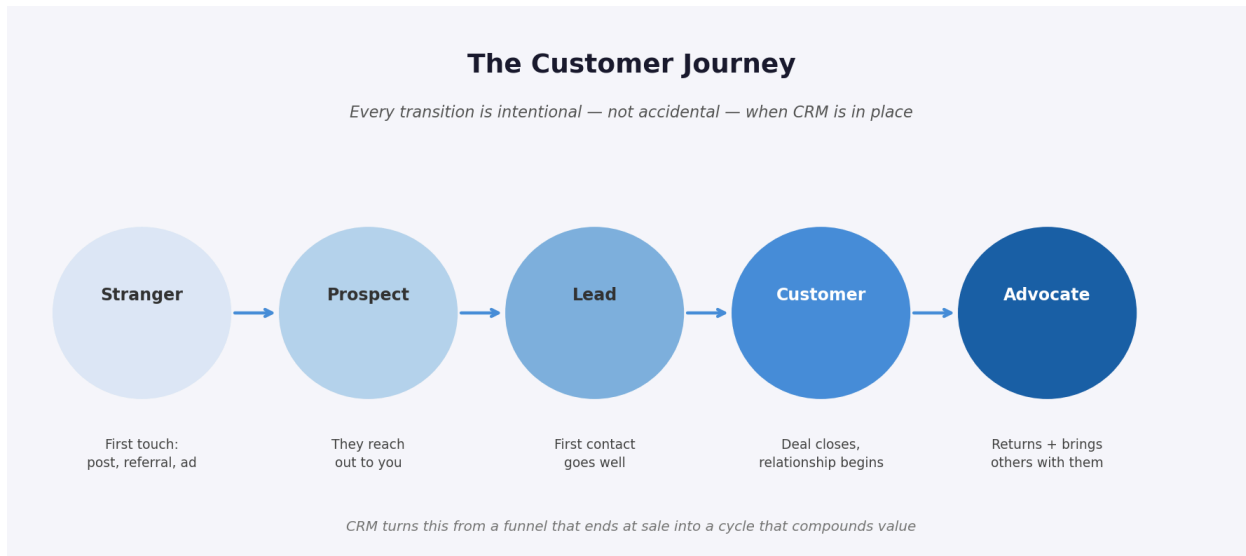 The Customer Journey
Every transition is intentional — not accidental — when CRM is in place
Stranger
Prospect
Lead
Customer
Advocate
First touch:
post, referral, ad
They reach
out to you
First contact
goes well
Deal closes,
relationship begins
Returns + brings
others with them
CRM turns this from a funnel that ends at sale into a cycle that compounds value